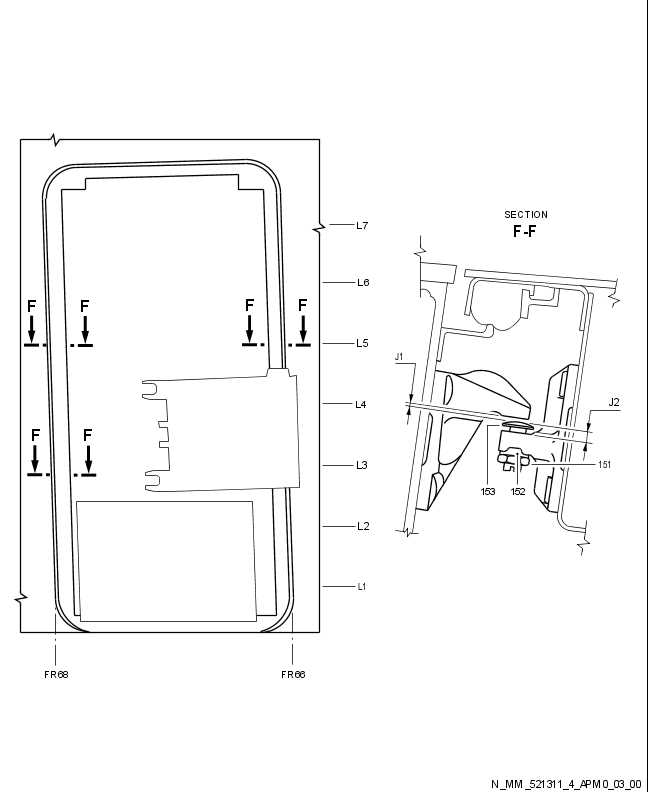 L7
SECTION
F-F
L6
F F F F
L5
J1
L4
J2
F F
L3
151
153 152
L2
L1
FR68 FR66
N_MM_521311_4_APM0_03_00